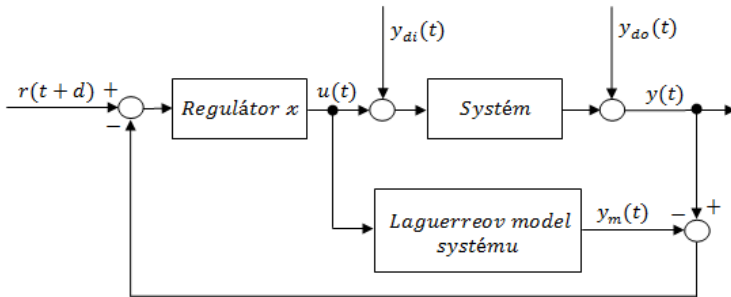 y_di(t)
y_do(t)
r(t+d) +
−
Regulátor x
u(t)
Systém
y(t)
Laguerreov model
systému
y_m(t)
− +